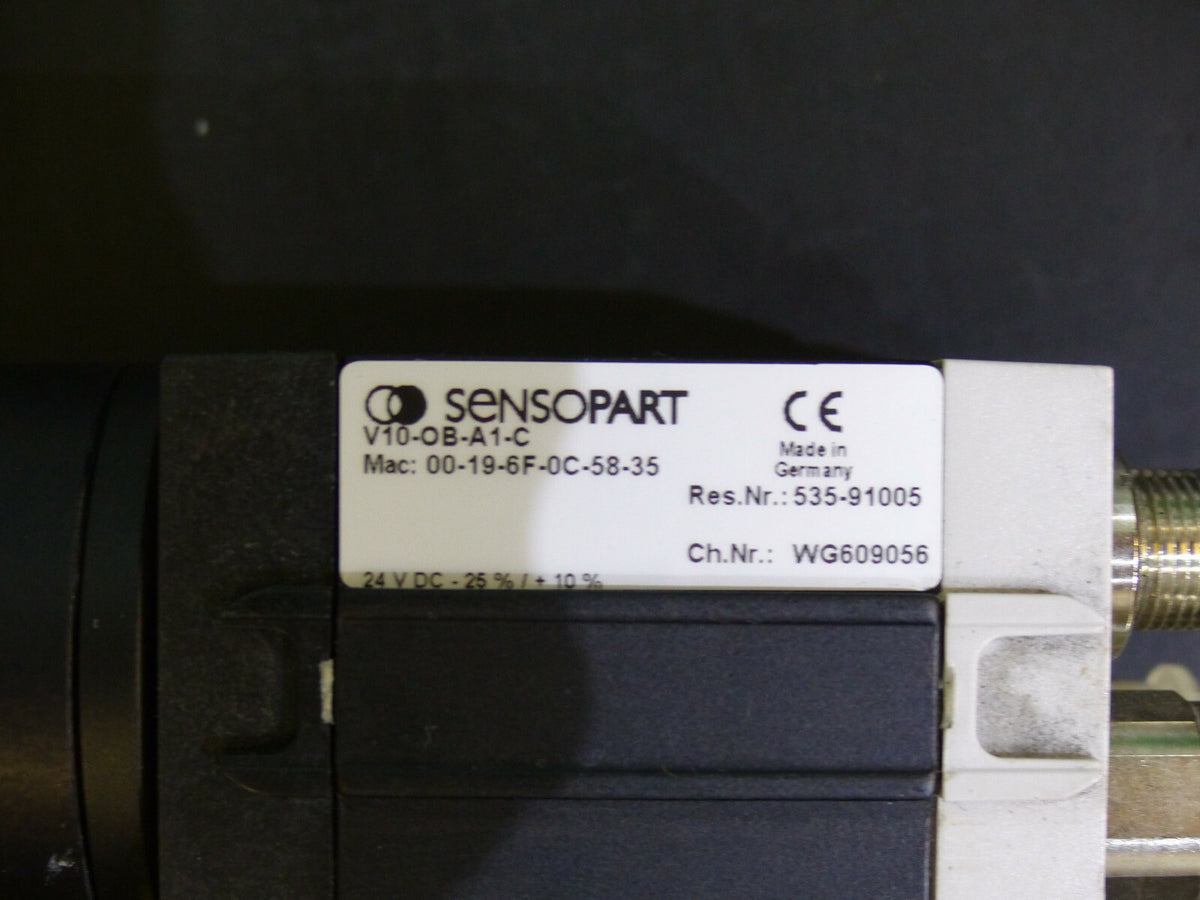 SENSOPART
CE
V10-OB-A1-C
Made in
Germany
Mac: 00-19-6F-0C-58-35
Res.Nr.: 535-91005
Ch.Nr.: WG609056
24 V DC - 25 % / + 10 %